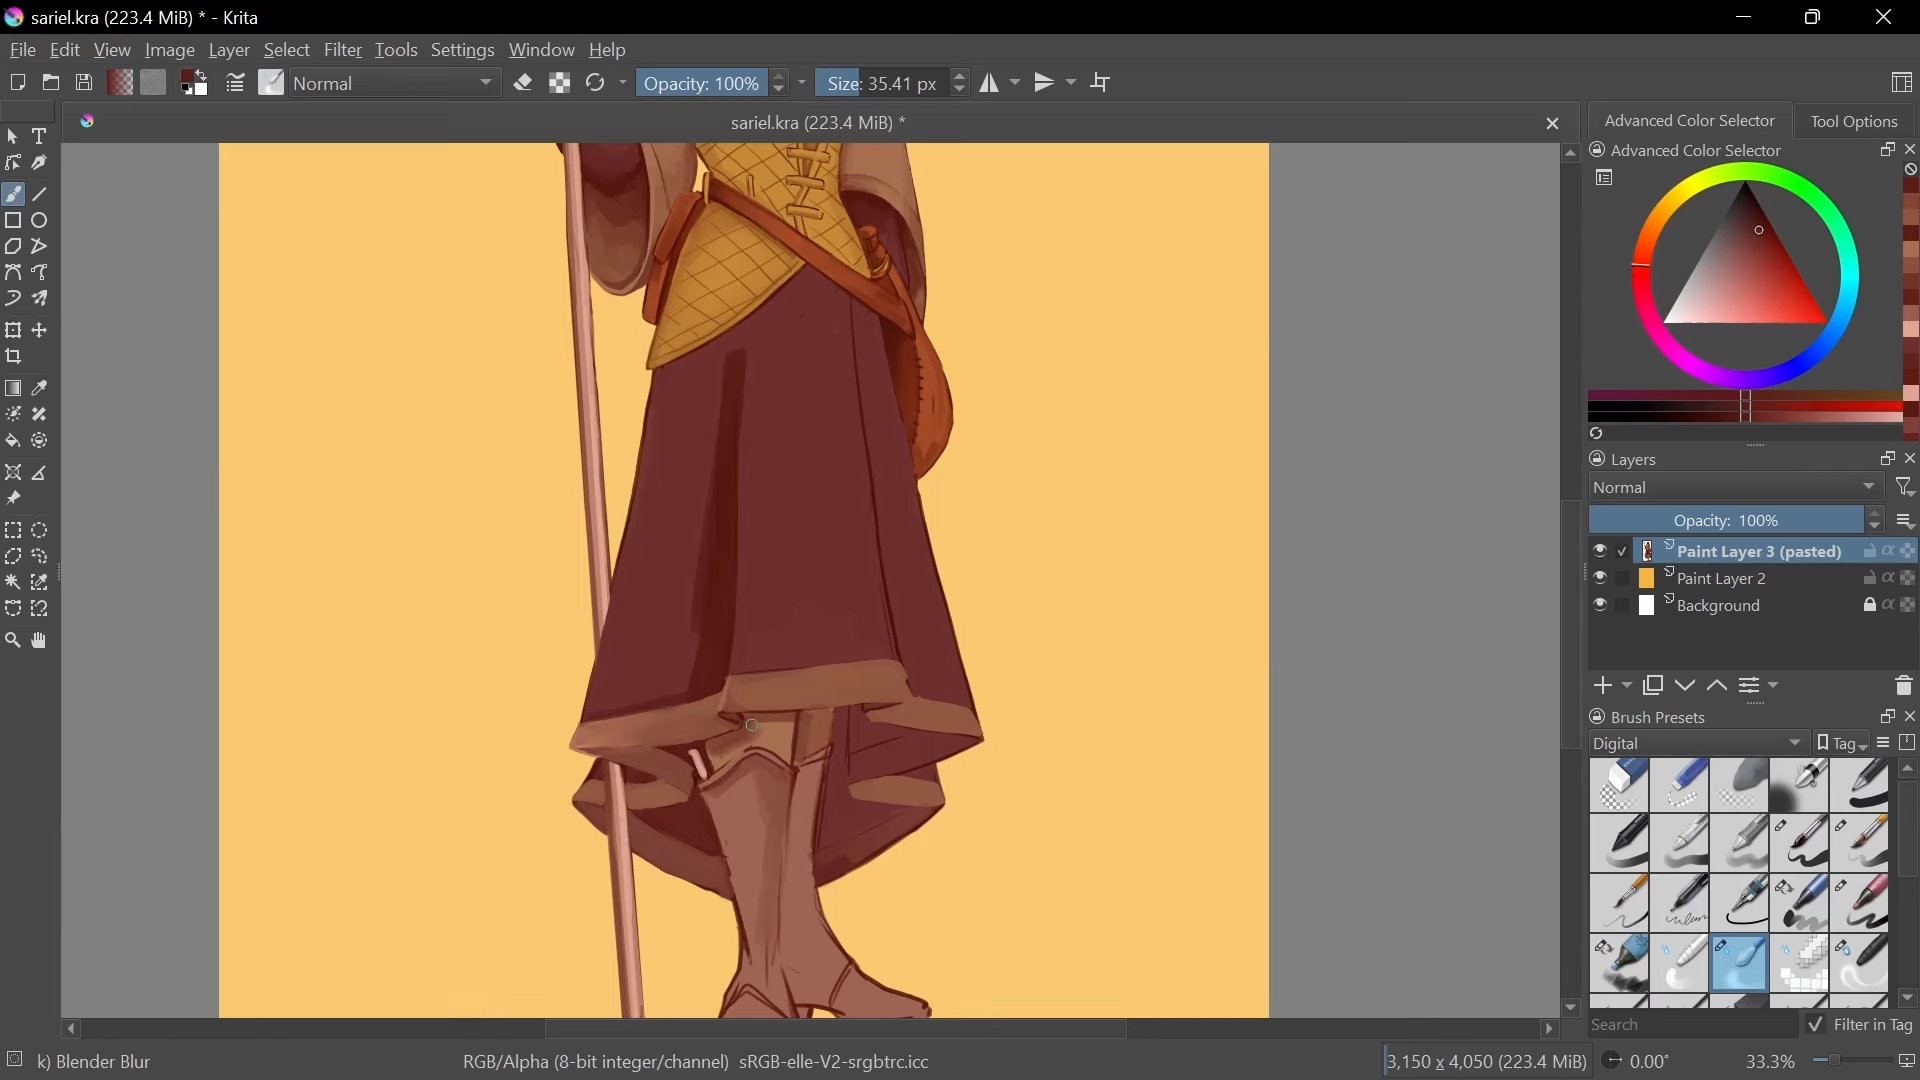 sariel.kra (223.4 MiB) * - Krita
File Edit View Image Layer Select Filter Tools Settings Window Help
Normal Opacity: 100% Size: 35.41 px
sariel.kra (223.4 MiB) *
Advanced Color Selector Tool Options
Advanced Color Selector
Layers
Normal
Opacity: 100%
Paint Layer 3 (pasted)
Paint Layer 2
Background
Brush Presets
Digital Tag
Search Filter in Tag
k) Blender Blur RGB/Alpha (8-bit integer/channel) sRGB-elle-V2-srgbtrc.icc 3,150 x 4,050 (223.4 MiB) 0.00° 33.3%